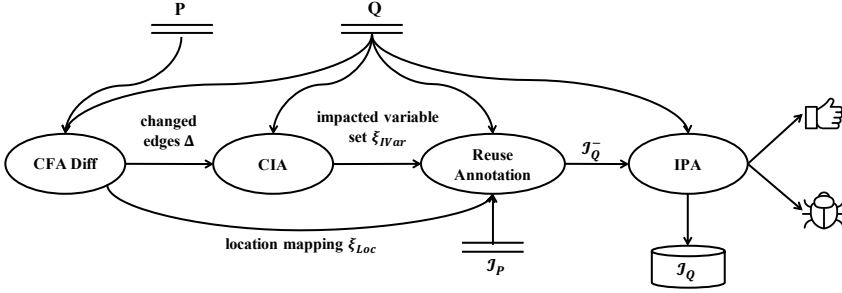 P
Q
changed
edges Δ
impacted variable
set ξ_IVar
CFA Diff
CIA
Reuse
Annotation
ℐ_Q^-
IPA
location mapping ξ_Loc
ℐ_P
ℐ_Q